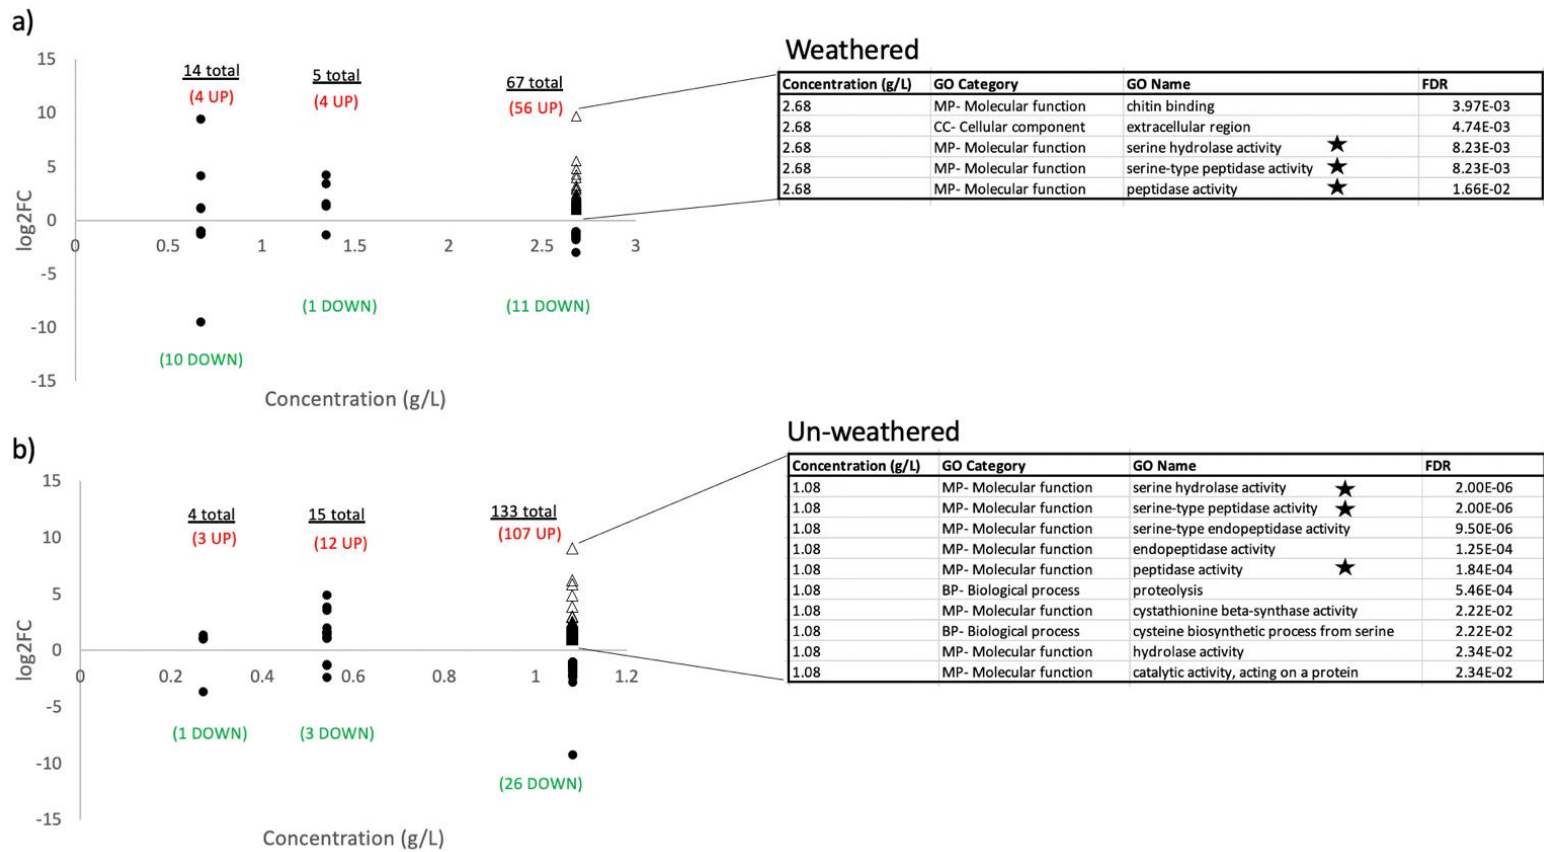 a)
Weathered
15
10
5
0
-5
-10
-15
log2FC
14 total
(4 UP)
5 total
(4 UP)
67 total
(56 UP)
0 0.5 1 1.5 2 2.5 3
(10 DOWN)
(1 DOWN)
(11 DOWN)
Concentration (g/L)
Concentration (g/L) GO Category GO Name FDR
2.68 MP- Molecular function chitin binding 3.97E-03
2.68 CC- Cellular component extracellular region 4.74E-03
2.68 MP- Molecular function serine hydrolase activity ★ 8.23E-03
2.68 MP- Molecular function serine-type peptidase activity ★ 8.23E-03
2.68 MP- Molecular function peptidase activity ★ 1.66E-02
b)
Un-weathered
15
10
5
0
-5
-10
-15
log2FC
4 total
(3 UP)
15 total
(12 UP)
133 total
(107 UP)
0 0.2 0.4 0.6 0.8 1 1.2
(1 DOWN)
(3 DOWN)
(26 DOWN)
Concentration (g/L)
Concentration (g/L) GO Category GO Name FDR
1.08 MP- Molecular function serine hydrolase activity ★ 2.00E-06
1.08 MP- Molecular function serine-type peptidase activity ★ 2.00E-06
1.08 MP- Molecular function serine-type endopeptidase activity 9.50E-06
1.08 MP- Molecular function endopeptidase activity 1.25E-04
1.08 MP- Molecular function peptidase activity ★ 1.84E-04
1.08 BP- Biological process proteolysis 5.46E-04
1.08 MP- Molecular function cystathionine beta-synthase activity 2.22E-02
1.08 BP- Biological process cysteine biosynthetic process from serine 2.22E-02
1.08 MP- Molecular function hydrolase activity 2.34E-02
1.08 MP- Molecular function catalytic activity, acting on a protein 2.34E-02